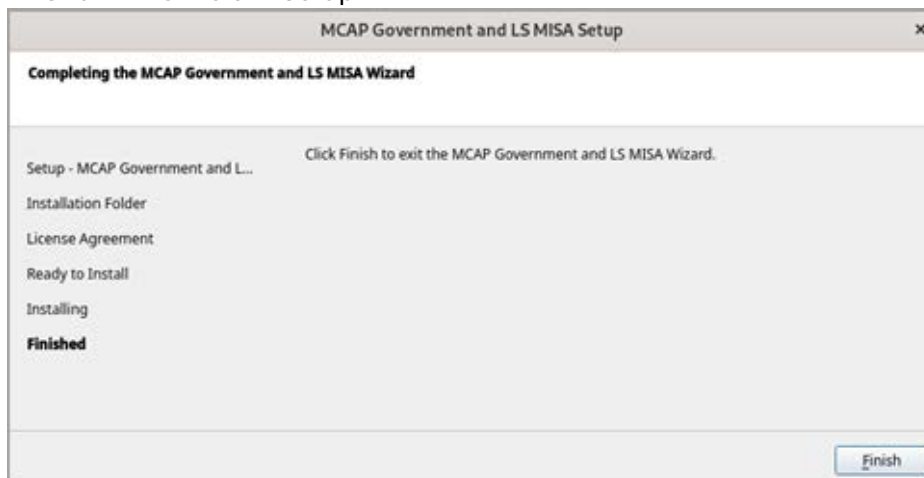 MCAP Government and LS MISA Setup
×
Completing the MCAP Government and LS MISA Wizard
Click Finish to exit the MCAP Government and LS MISA Wizard.
Setup - MCAP Government and L...
Installation Folder
License Agreement
Ready to Install
Installing
Finished
Finish